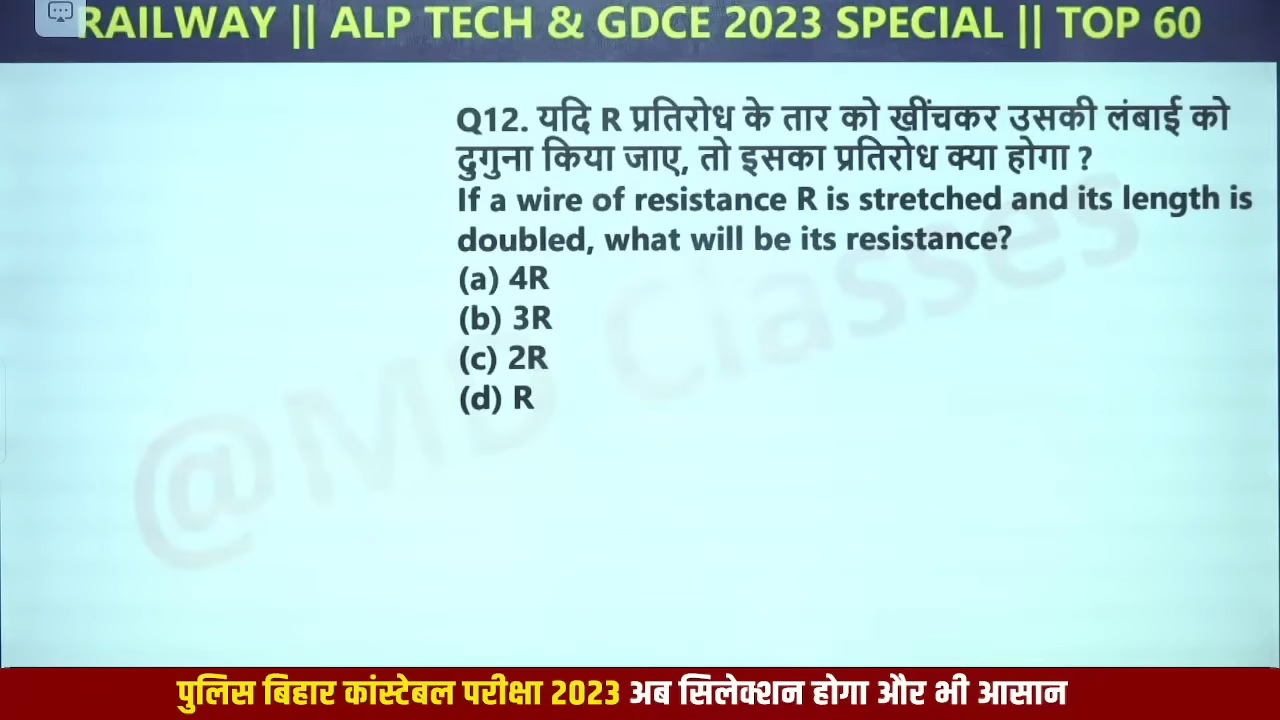 RAILWAY || ALP TECH & GDCE 2023 SPECIAL || TOP 60
Q12. यदि R प्रतिरोध के तार को खींचकर उसकी लंबाई को
दुगुना किया जाए, तो इसका प्रतिरोध क्या होगा ?
If a wire of resistance R is stretched and its length is
doubled, what will be its resistance?
(a) 4R
(b) 3R
(c) 2R
(d) R
@MD Classes
पुलिस बिहार कांस्टेबल परीक्षा 2023 अब सिलेक्शन होगा और भी आसान